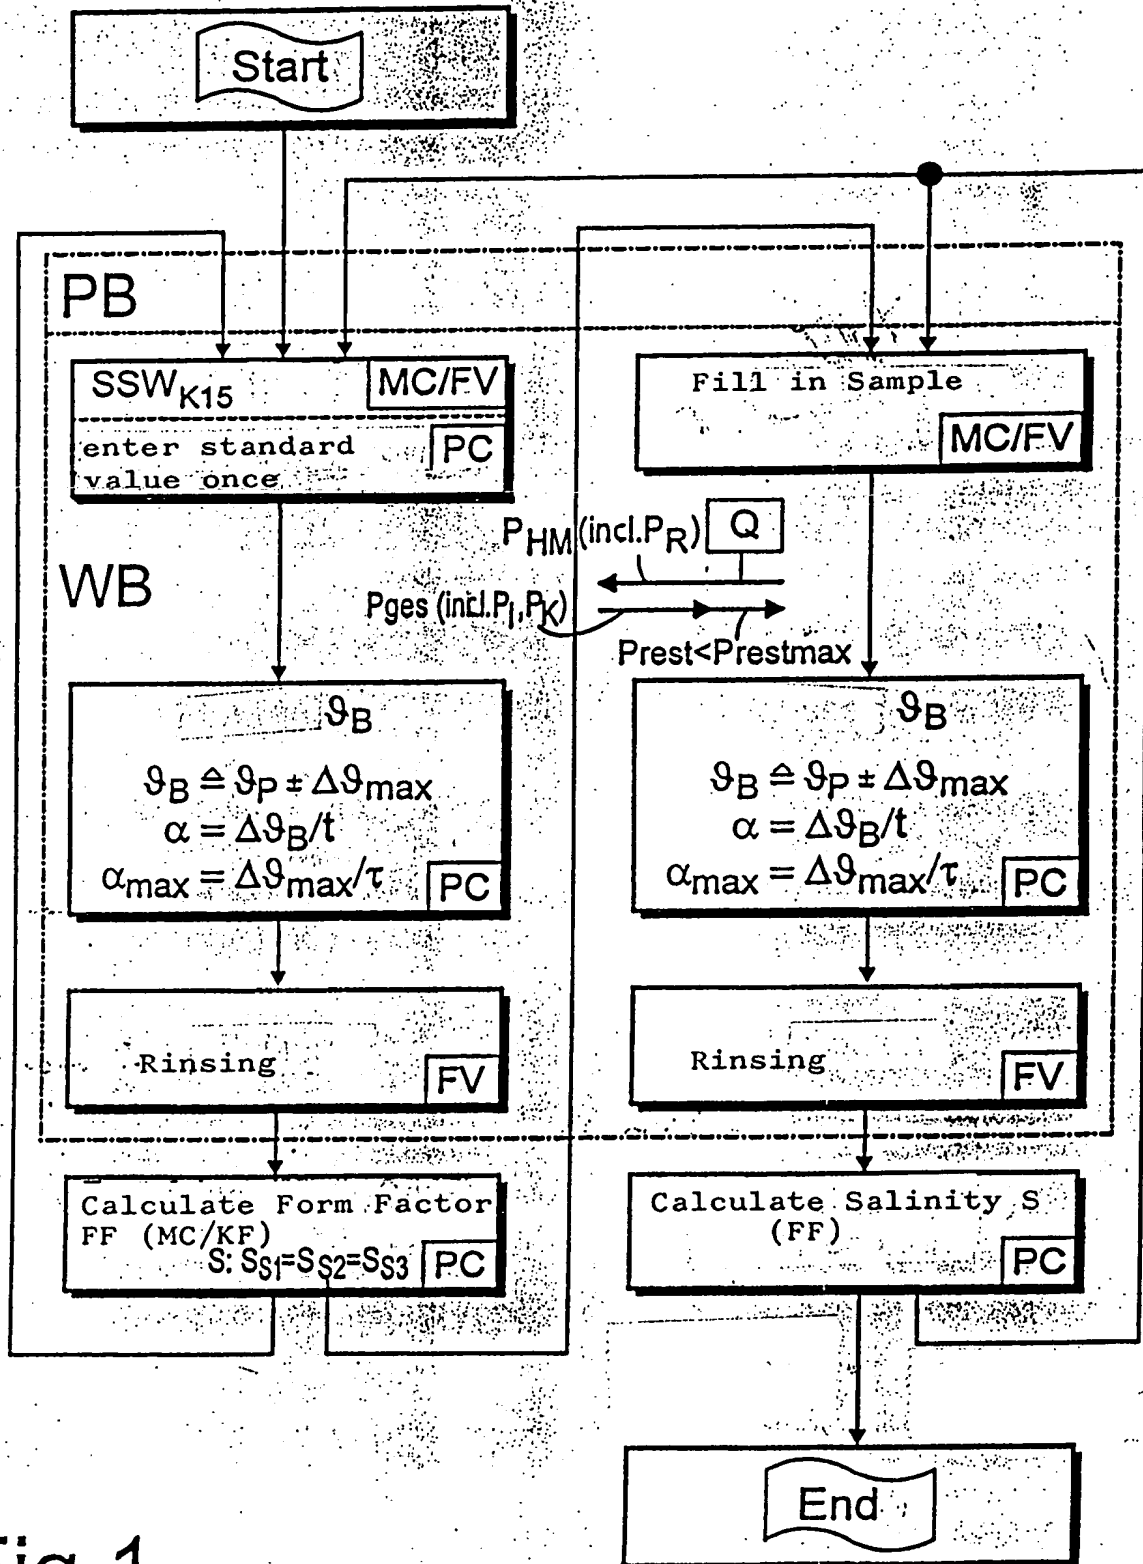 Start
PB
SSW_K15 MC/FV
enter standard PC
value once
WB
ϑ_B
ϑ_B ≙ ϑ_P ± Δϑ_max
α = Δϑ_B/t
α_max = Δϑ_max/τ PC
Rinsing FV
Calculate Form Factor
FF (MC/KF)
S: S_S1=S_S2=S_S3 PC
Fill in Sample
MC/FV
P_HM (incl.P_R) Q
Pges (incl.P_I,P_K)
Prest<Prestmax
ϑ_B
ϑ_B ≙ ϑ_P ± Δϑ_max
α = Δϑ_B/t
α_max = Δϑ_max/τ PC
Rinsing FV
Calculate Salinity S
(FF)
PC
End
Fig.1